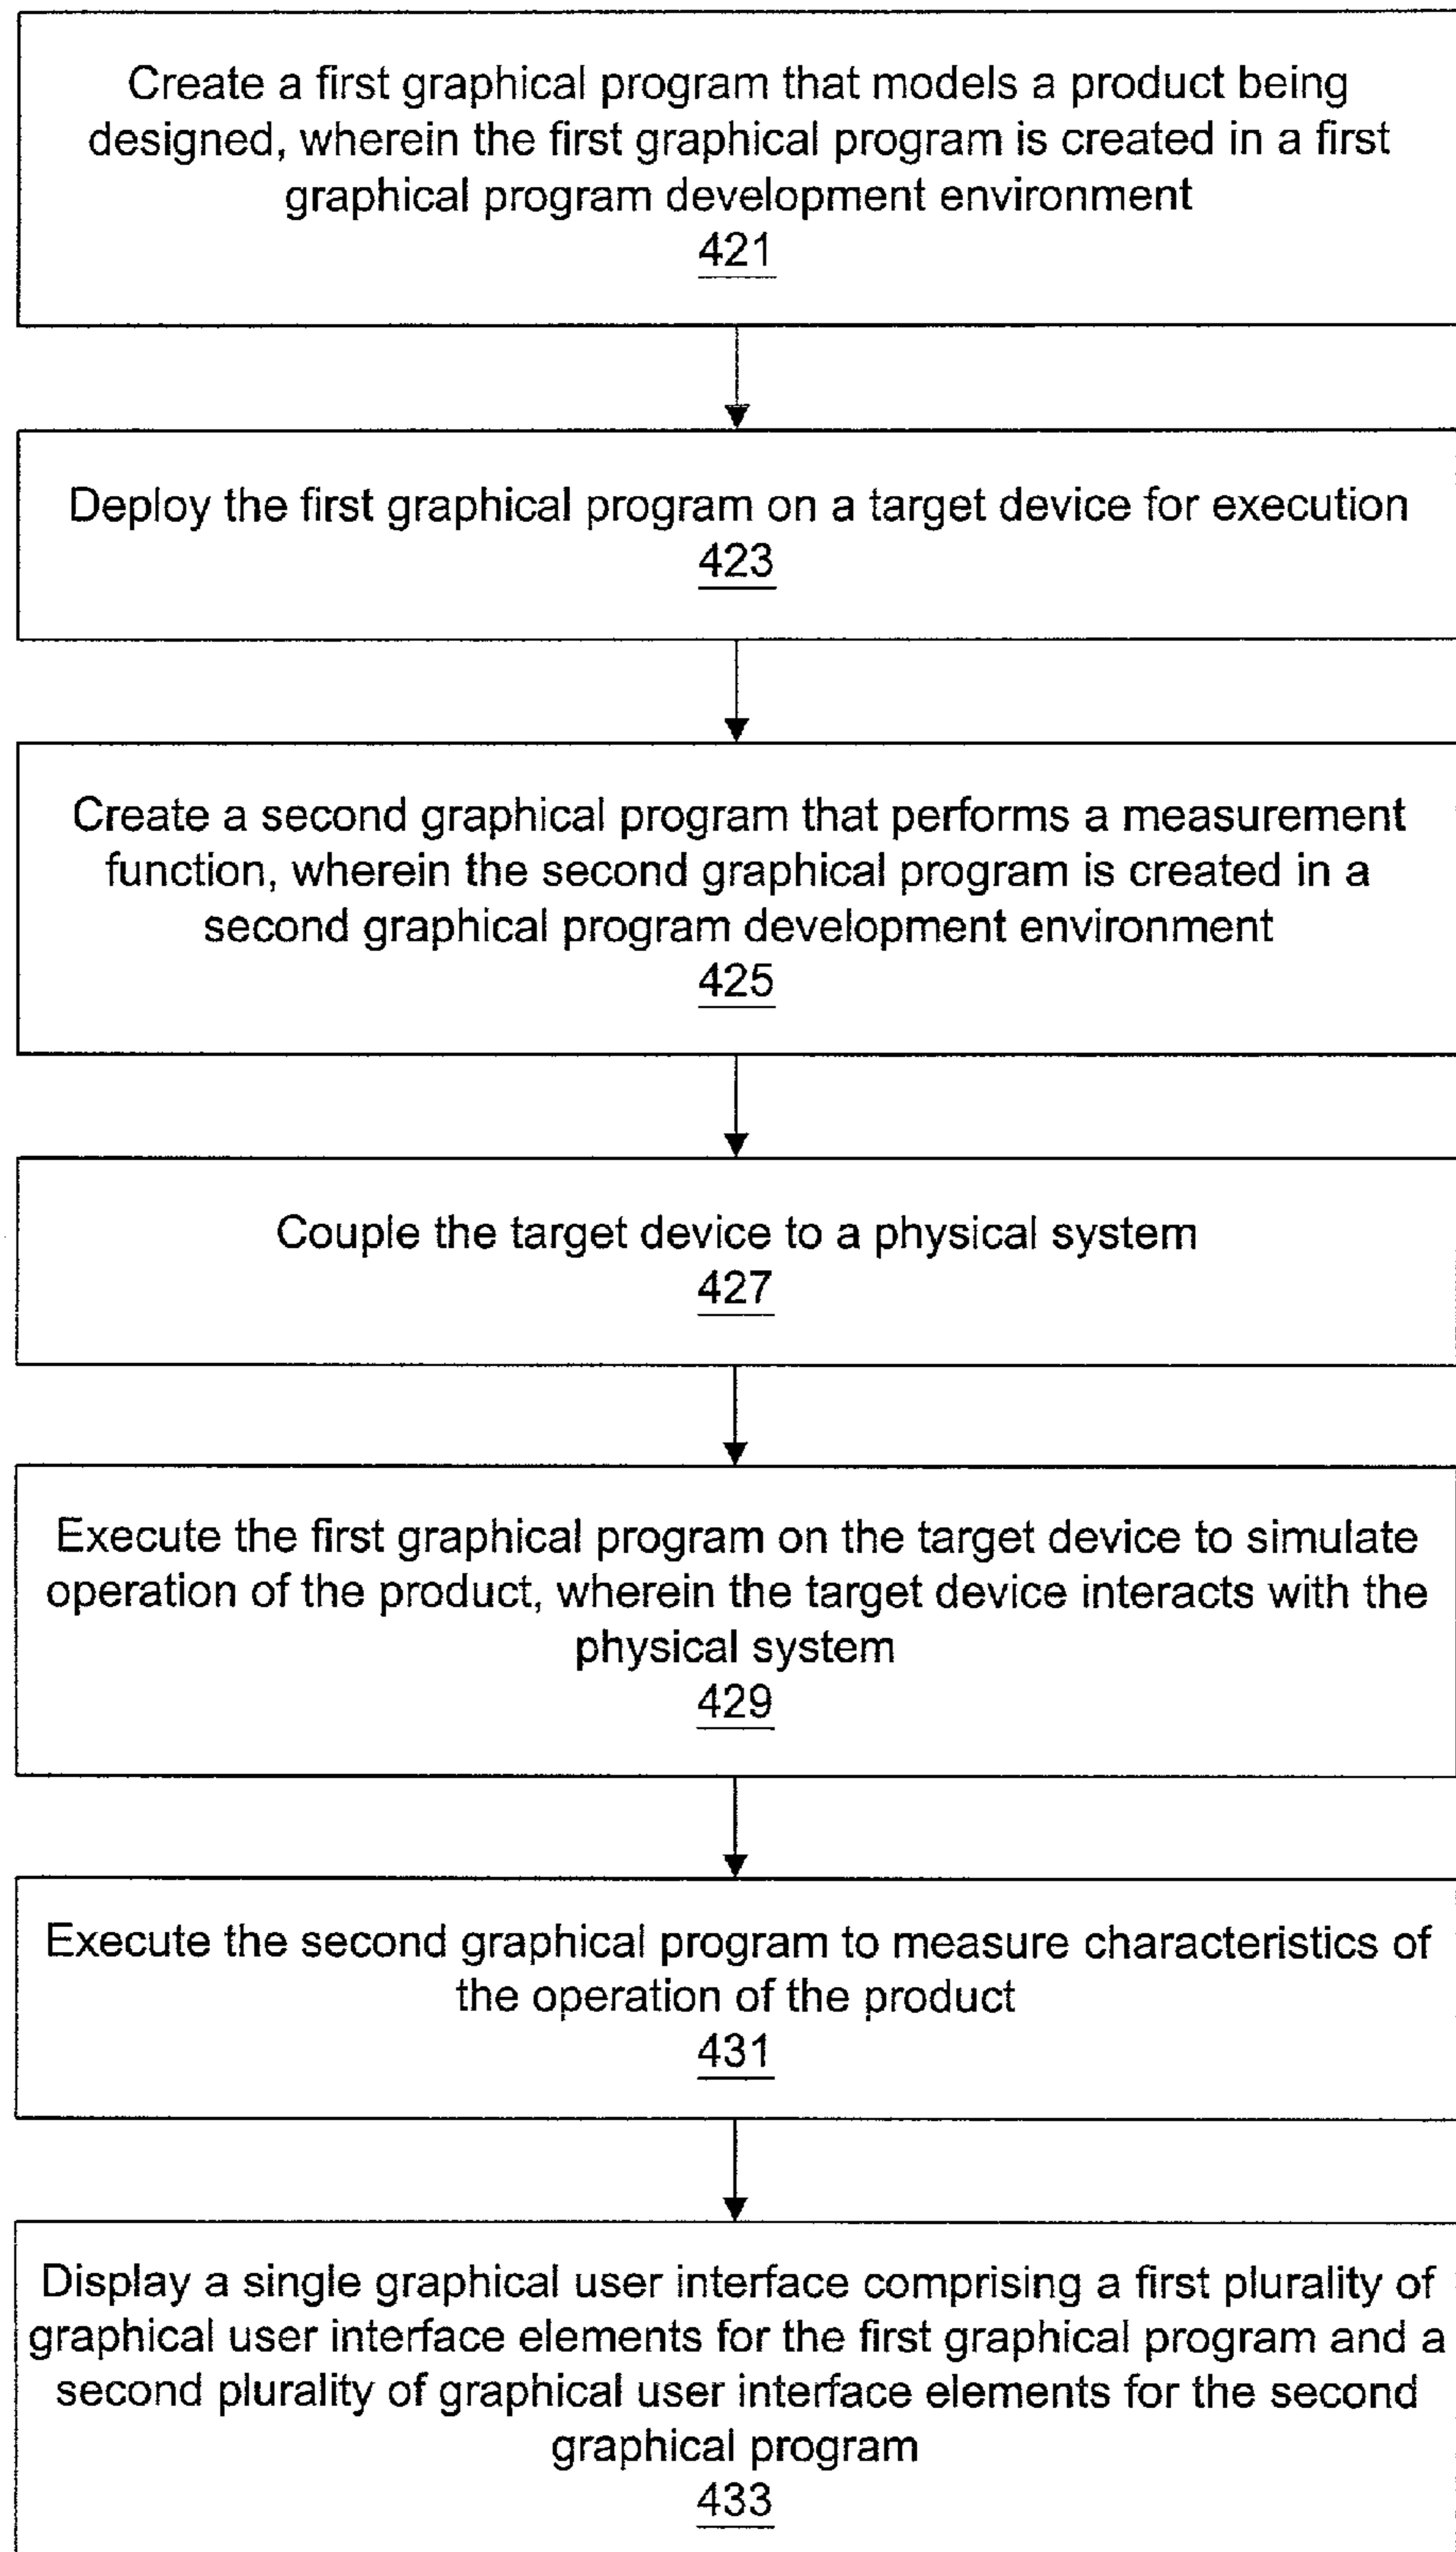 Create a first graphical program that models a product being
designed, wherein the first graphical program is created in a first
graphical program development environment
421
Deploy the first graphical program on a target device for execution
423
Create a second graphical program that performs a measurement
function, wherein the second graphical program is created in a
second graphical program development environment
425
Couple the target device to a physical system
427
Execute the first graphical program on the target device to simulate
operation of the product, wherein the target device interacts with the
physical system
429
Execute the second graphical program to measure characteristics of
the operation of the product
431
Display a single graphical user interface comprising a first plurality of
graphical user interface elements for the first graphical program and a
second plurality of graphical user interface elements for the second
graphical program
433